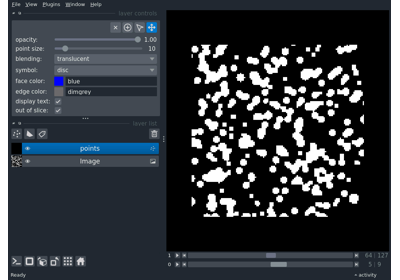 File View Plugins Window Help
layer controls
opacity: 1.00
point size: 10
blending: translucent
symbol: disc
face color: blue
edge color: dimgrey
display text:
out of slice:
layer list
points
Image
1 64 127
0 5 9
Ready
activity